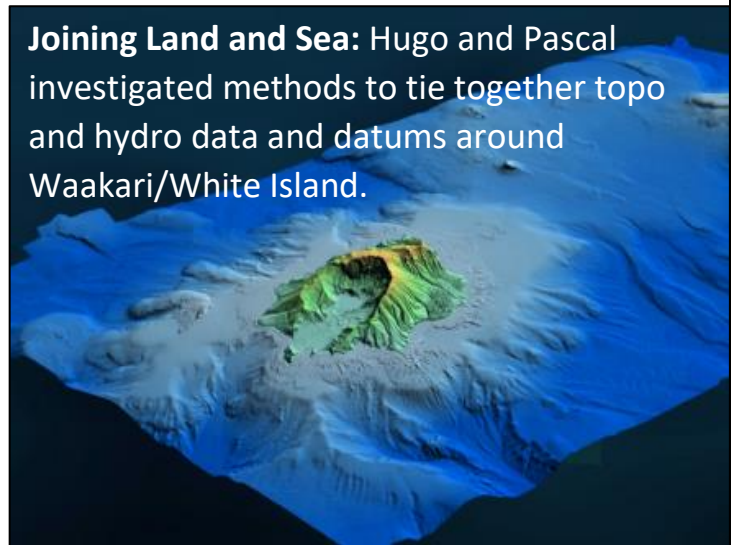 Joining Land and Sea: Hugo and Pascal
investigated methods to tie together topo
and hydro data and datums around
Waakari/White Island.